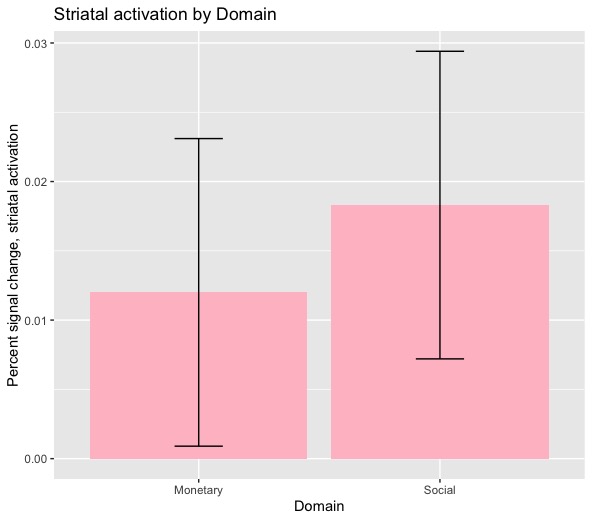 Striatal activation by Domain
Percent signal change, striatal activation
0.03
0.02
0.01
0.00
Monetary
Social
Domain